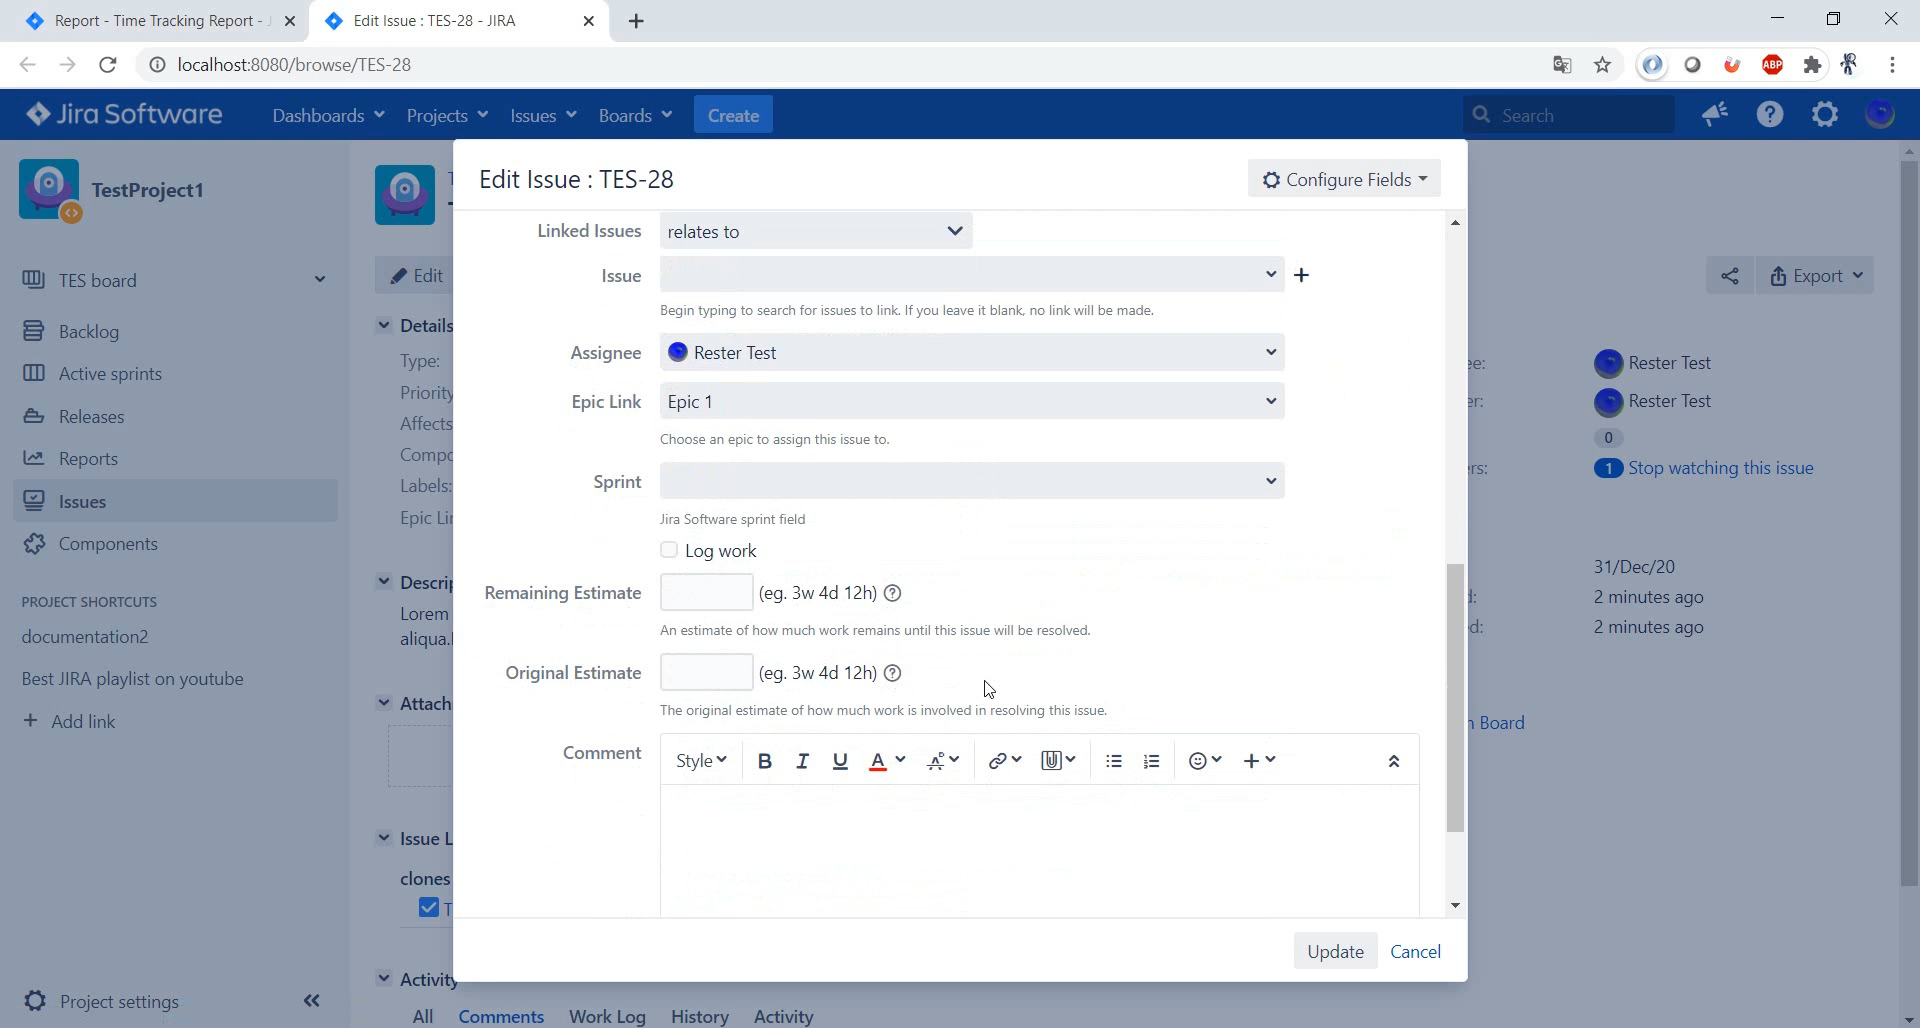 Report - Time Tracking Report - J
Edit Issue : TES-28 - JIRA
localhost:8080/browse/TES-28
ABP
Jira Software
Dashboards
Projects
Issues
Boards
Create
Search
TestProject1
TES board
Backlog
Active sprints
Releases
Reports
Issues
Components
PROJECT SHORTCUTS
documentation2
Best JIRA playlist on youtube
+ Add link
Project settings
Edit
Details
Type:
Priority
Affects
Compo
Labels:
Epic Lin
Descrip
Lorem
aliqua.
Attach
Issue L
clones
T
Activity
All Comments Work Log History Activity
Edit Issue : TES-28
Configure Fields
Linked Issues relates to
Issue
Begin typing to search for issues to link. If you leave it blank, no link will be made.
Assignee Rester Test
Epic Link Epic 1
Choose an epic to assign this issue to.
Sprint
Jira Software sprint field
Log work
Remaining Estimate (eg. 3w 4d 12h)
An estimate of how much work remains until this issue will be resolved.
Original Estimate (eg. 3w 4d 12h)
The original estimate of how much work is involved in resolving this issue.
Comment
Style B I U A
Update Cancel
Export
ee: Rester Test
er: Rester Test
0
rs: 1 Stop watching this issue
31/Dec/20
d: 2 minutes ago
ed: 2 minutes ago
n Board